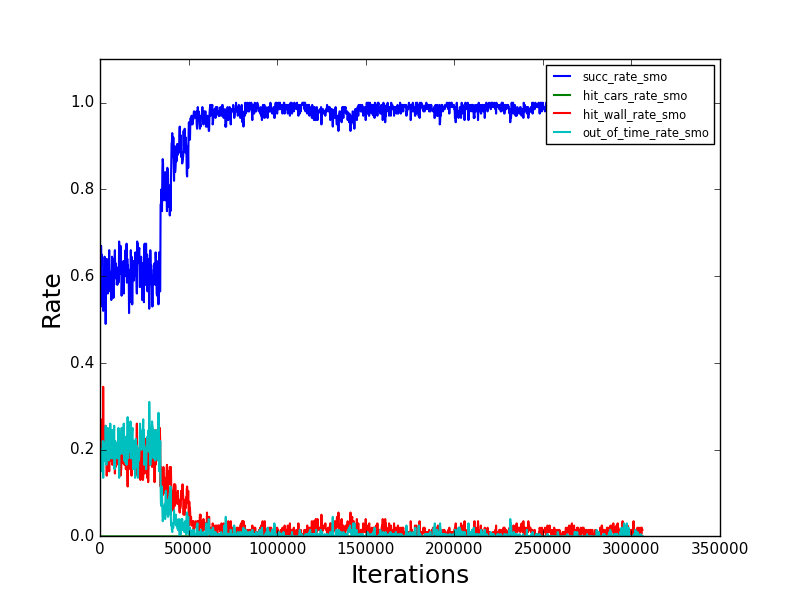 succ_rate_smo
hit_cars_rate_smo
hit_wall_rate_smo
out_of_time_rate_smo
1.0
0.8
0.6
0.4
0.2
0.0
Rate
0 50000 100000 150000 200000 250000 300000 350000
Iterations